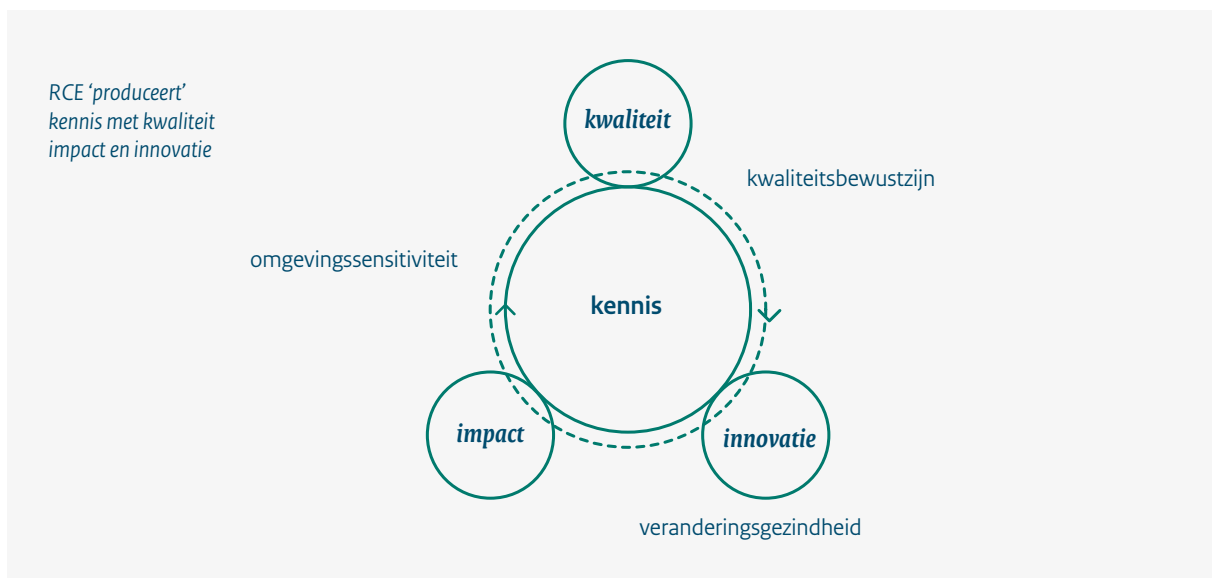 RCE ‘produceert’
kennis met kwaliteit
impact en innovatie
kwaliteit
kwaliteitsbewustzijn
omgevingssensitiviteit
kennis
impact
innovatie
veranderingsgezindheid